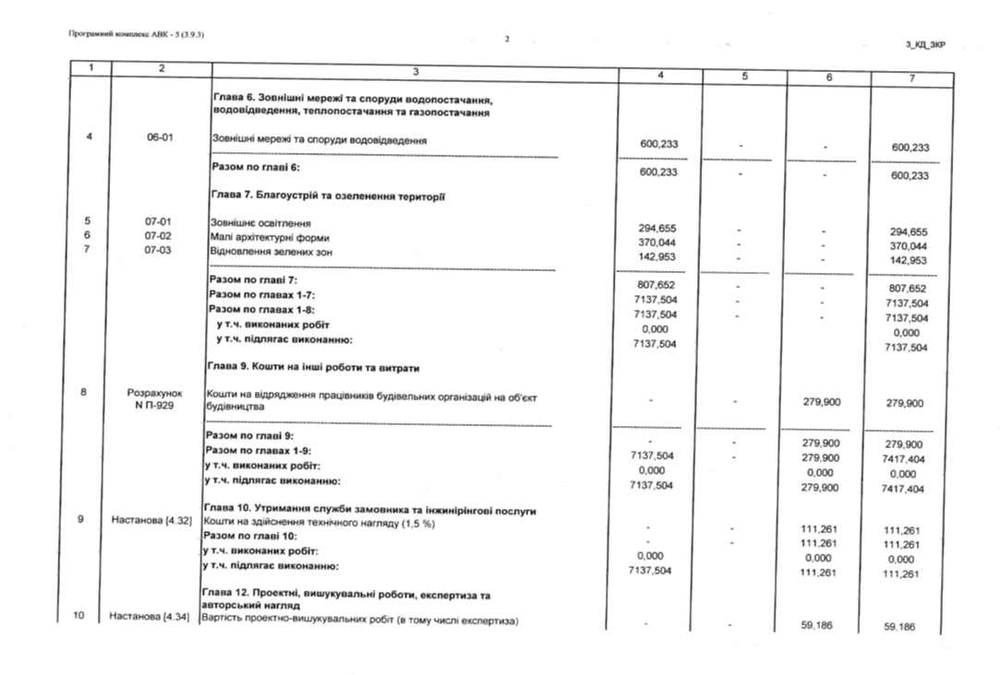 Програмний комплекс АВК - 5 (3.9.3)
2
3_КД_ЗКР
1 2 3 4 5 6 7
Глава 6. Зовнішні мережі та споруди водопостачання,
водовідведення, теплопостачання та газопостачання
4 06-01 Зовнішні мережі та споруди водовідведення 600,233 - - 600,233
Разом по главі 6: 600,233 - - 600,233
Глава 7. Благоустрій та озеленення території
5 07-01 Зовнішнє освітлення 294,655 - - 294,655
6 07-02 Малі архітектурні форми 370,044 - - 370,044
7 07-03 Відновлення зелених зон 142,953 - - 142,953
Разом по главі 7: 807,652 - - 807,652
Разом по главах 1-7: 7137,504 - - 7137,504
Разом по главах 1-8: 7137,504 - - 7137,504
у т.ч. виконаних робіт 0,000 0,000
у т.ч. підлягає виконанню: 7137,504 7137,504
Глава 9. Кошти на інші роботи та витрати
8 Розрахунок Кошти на відрядження працівників будівельних організацій на об'єкт - - 279,900 279,900
N П-929 будівництва
Разом по главі 9: - - 279,900 279,900
Разом по главах 1-9: 7137,504 - 279,900 7417,404
у т.ч. виконаних робіт: 0,000 0,000 0,000
у т.ч. підлягає виконанню: 7137,504 279,900 7417,404
Глава 10. Утримання служби замовника та інжинірінгові послуги
9 Настанова [4.32] Кошти на здійснення технічного нагляду (1,5 %) - - 111,261 111,261
Разом по главі 10: - - 111,261 111,261
у т.ч. виконаних робіт: 0,000 0,000 0,000
у т.ч. підлягає виконанню: 7137,504 111,261 111,261
Глава 12. Проектні, вишукувальні роботи, експертиза та
авторський нагляд
10 Настанова [4.34] Вартість проектно-вишукувальних робіт (в тому числі експертиза) - - 59,186 59,186